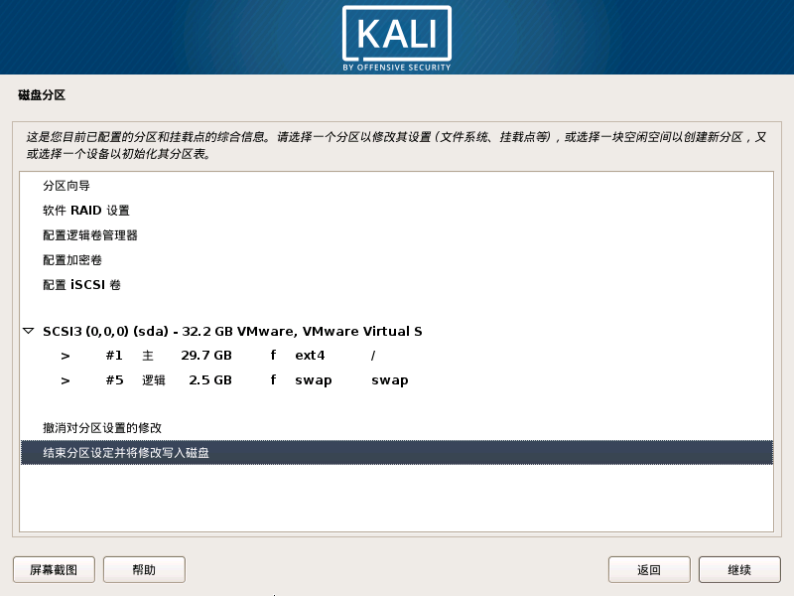 KALI
BY OFFENSIVE SECURITY
磁盘分区
这是您目前已配置的分区和挂载点的综合信息。请选择一个分区以修改其设置 (文件系统、挂载点等) , 或选择一块空闲空间以创建新分区 , 又
或选择一个设备以初始化其分区表。
分区向导
软件 RAID 设置
配置逻辑卷管理器
配置加密卷
配置 iSCSI 卷
SCSI3 (0,0,0) (sda) - 32.2 GB VMware, VMware Virtual S
> #1 主 29.7 GB f ext4 /
> #5 逻辑 2.5 GB f swap swap
撤消对分区设置的修改
结束分区设定并将修改写入磁盘
屏幕截图 帮助 返回 继续